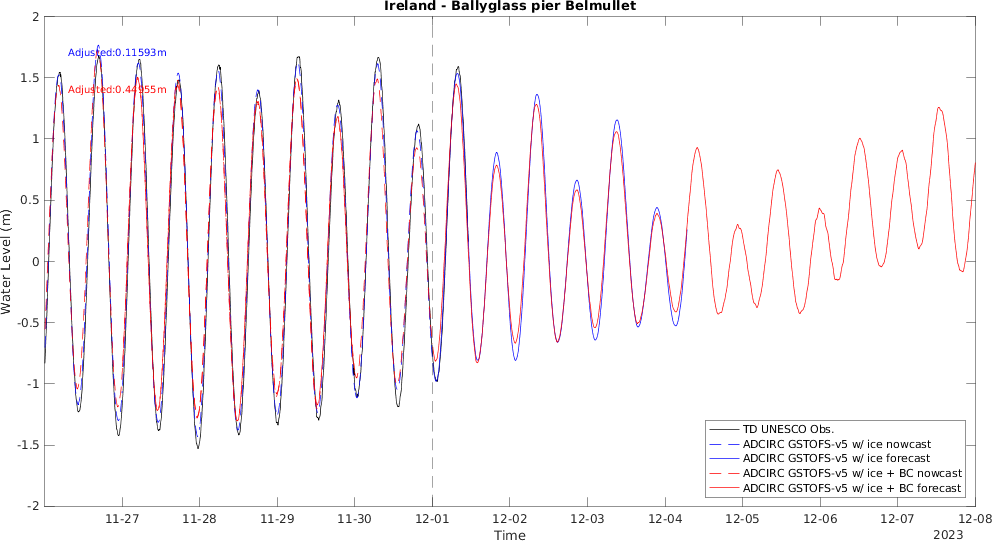 Ireland - Ballyglass pier Belmullet
Adjusted:0.11593m
Adjusted:0.44955m
Water Level (m)
2
1.5
1
0.5
0
-0.5
-1
-1.5
-2
11-27
11-28
11-29
11-30
12-01
12-02
12-03
12-04
12-05
12-06
12-07
12-08
Time
2023
TD UNESCO Obs.
ADCIRC GSTOFS-v5 w/ ice nowcast
ADCIRC GSTOFS-v5 w/ ice forecast
ADCIRC GSTOFS-v5 w/ ice + BC nowcast
ADCIRC GSTOFS-v5 w/ ice + BC forecast